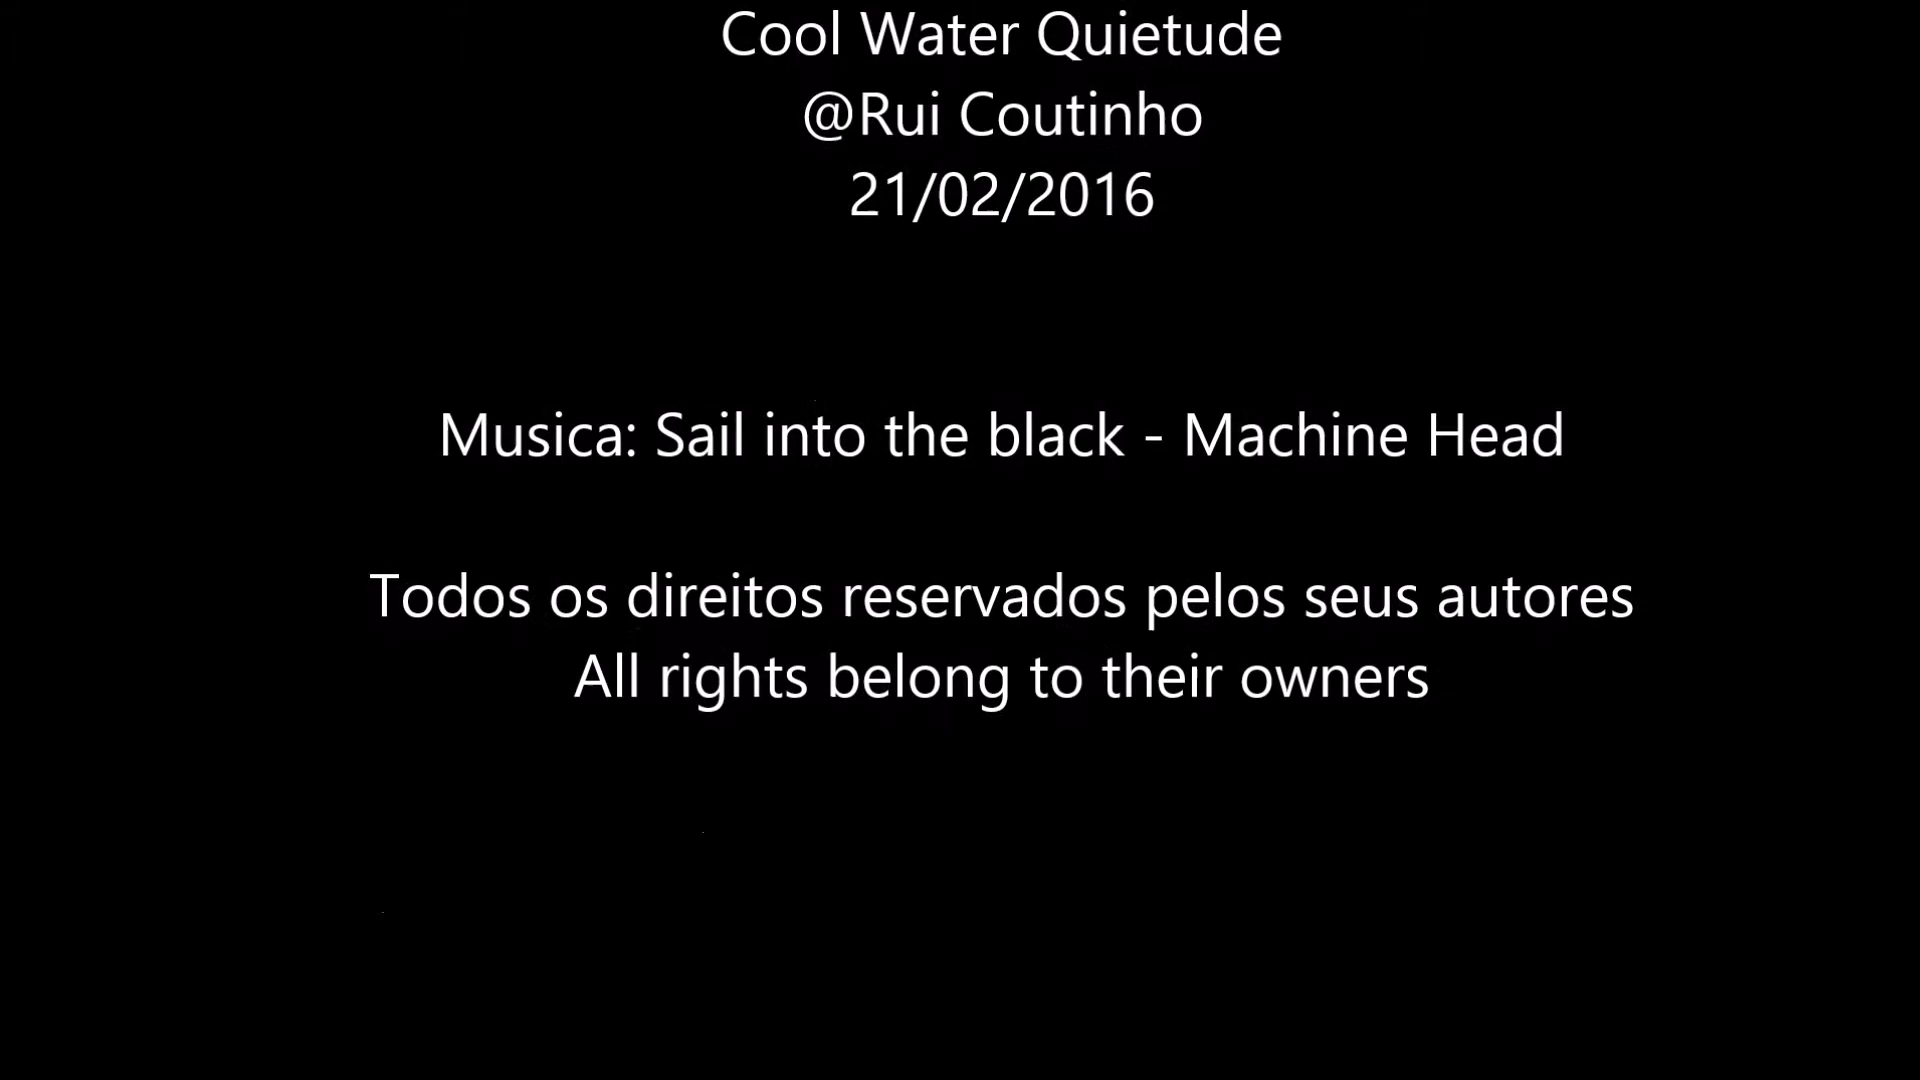 Cool Water Quietude
@Rui Coutinho
21/02/2016
Musica: Sail into the black - Machine Head
Todos os direitos reservados pelos seus autores
All rights belong to their owners